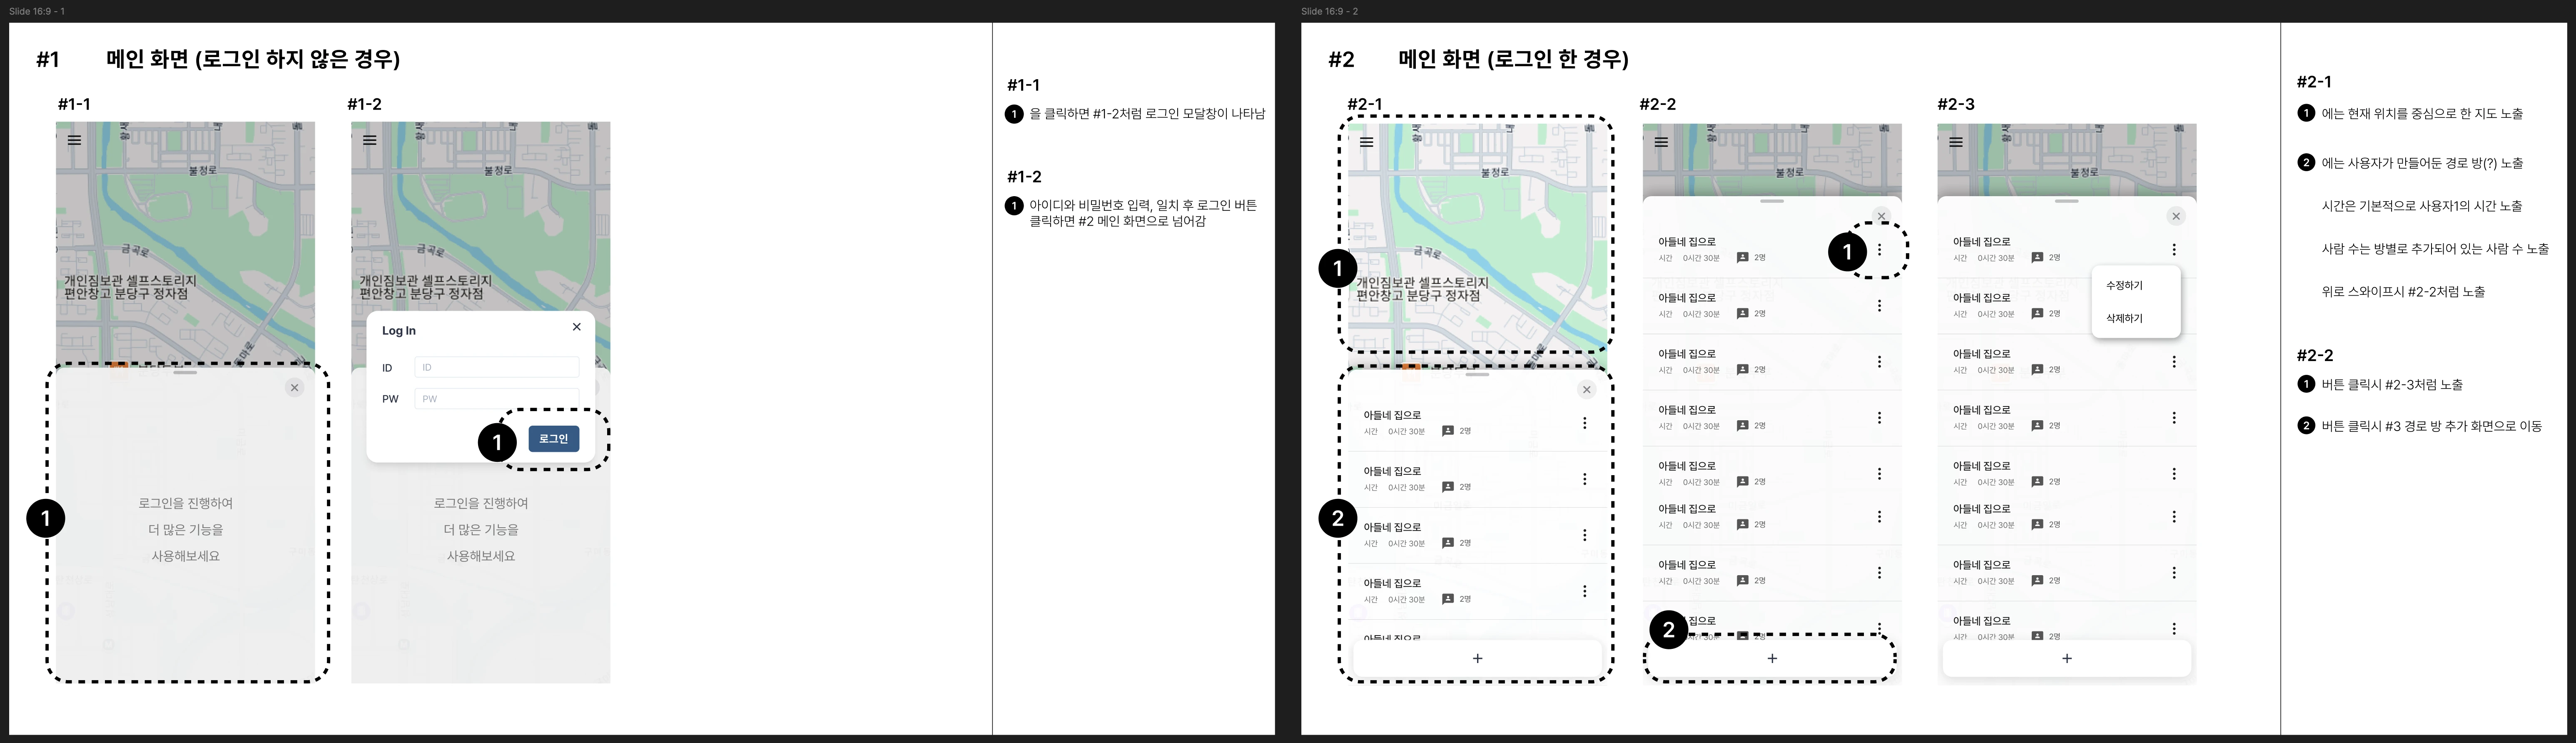 Slide 16:9 - 1
#1 메인 화면 (로그인 하지 않은 경우)
#1-1
불정로
금곡로
개인짐보관 셀프스토리지
편안창고 분당구 정자점
1
로그인을 진행하여
더 많은 기능을
사용해보세요
#1-2
불정로
금곡로
개인짐보관 셀프스토리지
편안창고 분당구 정자점
Log In
ID ID
PW PW
1 로그인
로그인을 진행하여
더 많은 기능을
사용해보세요
#1-1
1 을 클릭하면 #1-2처럼 로그인 모달창이 나타남
#1-2
1 아이디와 비밀번호 입력, 일치 후 로그인 버튼
클릭하면 #2 메인 화면으로 넘어감
Slide 16:9 - 2
#2 메인 화면 (로그인 한 경우)
#2-1
불정로
금곡로
1
개인짐보관 셀프스토리지
편안창고 분당구 정자점
아들네 집으로
시간 0시간 30분 2명
아들네 집으로
시간 0시간 30분 2명
2
아들네 집으로
시간 0시간 30분 2명
아들네 집으로
시간 0시간 30분 2명
아들네 집으로
+
#2-2
불정로
아들네 집으로
시간 0시간 30분 2명
1
아들네 집으로
시간 0시간 30분 2명
아들네 집으로
시간 0시간 30분 2명
아들네 집으로
시간 0시간 30분 2명
아들네 집으로
시간 0시간 30분 2명
아들네 집으로
시간 0시간 30분 2명
아들네 집으로
시간 0시간 30분 2명
2 집으로
2명
+
#2-3
불정로
아들네 집으로
시간 0시간 30분 2명
수정하기
삭제하기
아들네 집으로
시간 0시간 30분 2명
아들네 집으로
시간 0시간 30분 2명
아들네 집으로
시간 0시간 30분 2명
아들네 집으로
시간 0시간 30분 2명
아들네 집으로
시간 0시간 30분 2명
아들네 집으로
시간 0시간 30분 2명
아들네 집으로
시간 0시간 30분 2명
+
#2-1
1 에는 현재 위치를 중심으로 한 지도 노출
2 에는 사용자가 만들어둔 경로 방(?) 노출
시간은 기본적으로 사용자1의 시간 노출
사람 수는 방별로 추가되어 있는 사람 수 노출
위로 스와이프시 #2-2처럼 노출
#2-2
1 버튼 클릭시 #2-3처럼 노출
2 버튼 클릭시 #3 경로 방 추가 화면으로 이동